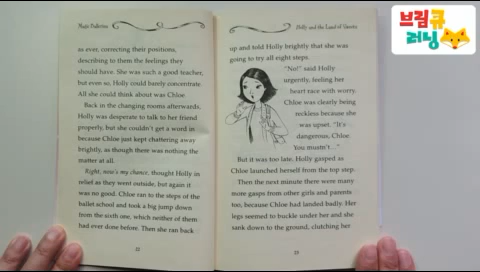 Magic Ballerina
so ever, correcting their positions,
describing to them the feelings they
should have. She was such a good teacher,
but even so, Holly could barely concentrate.
All she could think about was Chloe.
Back in the changing rooms afterwards,
Holly was desperate to talk to her friend
properly, but she couldn't get a word in
because Chloe just kept chattering away
brightly, as though there was nothing the
matter at all.
Right, now's my chance, thought Holly in
relief as they went outside, but again it
was no good. Chloe ran to the steps of the
ballet school and took a big jump down
from the sixth one, which neither of them
had ever done before. Then she ran back
22
Holly and the Land of Sweets
up and told Holly brightly that she was
going to try all eight steps.
"No!" said Holly
urgently, feeling her
heart race with worry.
Chloe was clearly being
reckless because she
was upset. "It's
dangerous, Chloe.
You mustn't..."
But it was too late. Holly gasped as
Chloe launched herself from the top step.
Then the next minute there were many
more gasps from other girls and parents
too, because Chloe had landed badly. Her
legs seemed to buckle under her and she
sank down to the ground, clutching her
23
브림큐
러닝